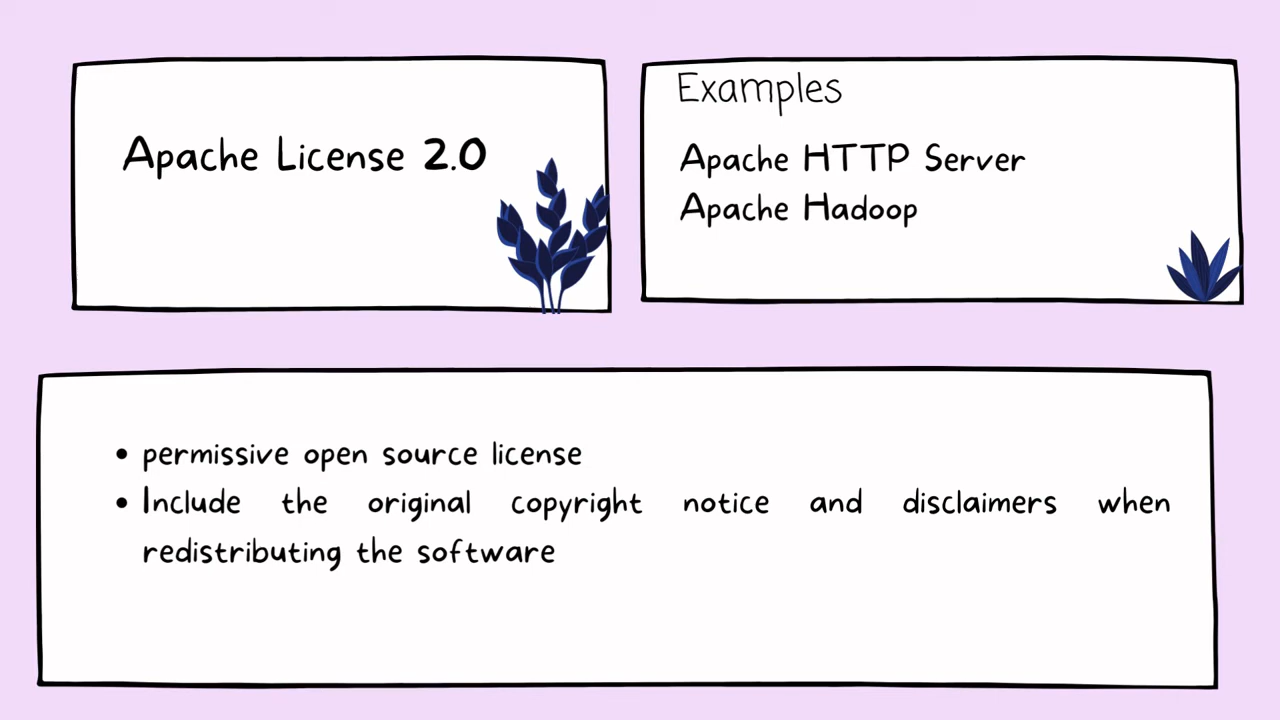 Apache License 2.0
Examples
Apache HTTP Server
Apache Hadoop
• permissive open source license
• Include the original copyright notice and disclaimers when
redistributing the software